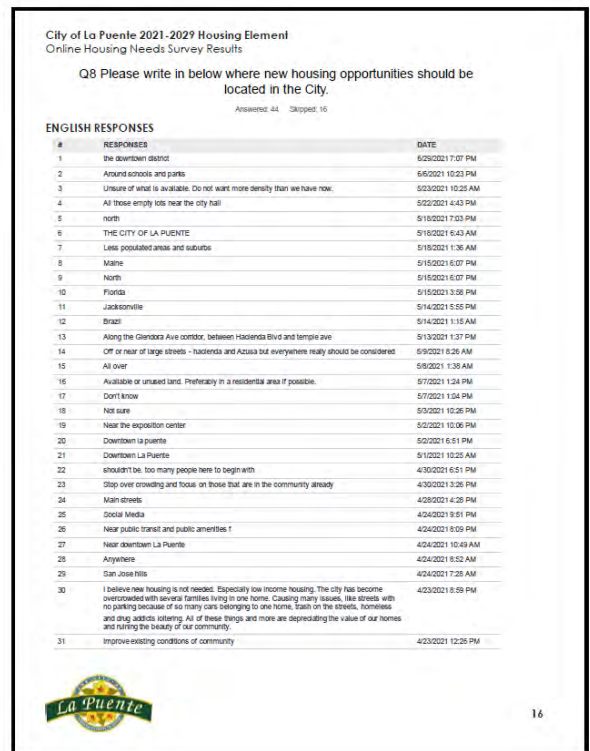 City of La Puente 2021-2029 Housing Element
Online Housing Needs Survey Results
Q8 Please write in below where new housing opportunities should be
located in the City.
Answered: 44 Skipped: 16
ENGLISH RESPONSES
# RESPONSES DATE
1 the downtown district 6/29/2021 7:07 PM
2 Around schools and parks 6/6/2021 10:23 PM
3 Unsure of what is available. Do not want more density than we have now. 5/23/2021 10:25 AM
4 All those empty lots near the city hall 5/22/2021 4:43 PM
5 north 5/18/2021 7:03 PM
6 THE CITY OF LA PUENTE 5/18/2021 6:43 AM
7 Less populated areas and suburbs 5/18/2021 1:36 AM
8 Maine 5/15/2021 6:07 PM
9 North 5/15/2021 6:07 PM
10 Florida 5/15/2021 3:58 PM
11 Jacksonville 5/14/2021 5:55 PM
12 Brazil 5/14/2021 1:15 AM
13 Along the Glendora Ave corridor, between Hacienda Blvd and temple ave 5/13/2021 1:37 PM
14 Off or near of large streets - hacienda and Azusa but everywhere really should be considered 5/9/2021 8:26 AM
15 All over 5/8/2021 1:38 AM
16 Available or unused land. Preferably in a residential area if possible. 5/7/2021 1:24 PM
17 Don't know 5/7/2021 1:04 PM
18 Not sure 5/3/2021 10:26 PM
19 Near the exposition center 5/2/2021 10:06 PM
20 Downtown la puente 5/2/2021 6:51 PM
21 Downtown La Puente 5/1/2021 10:25 AM
22 shouldn't be, too many people here to begin with 4/30/2021 6:51 PM
23 Stop over crowding and focus on those that are in the community already 4/30/2021 3:26 PM
24 Main streets 4/28/2021 4:28 PM
25 Social Media 4/24/2021 9:51 PM
26 Near public transit and public amenities f 4/24/2021 8:09 PM
27 Near downtown La Puente 4/24/2021 10:49 AM
28 Anywhere 4/24/2021 8:52 AM
29 San Jose hills 4/24/2021 7:28 AM
30 I believe new housing is not needed. Especially low income housing. The city has become 4/23/2021 8:59 PM
overcrowded with several families living in one home. Causing many issues, like streets with
no parking because of so many cars belonging to one home, trash on the streets, homeless
and drug addicts loitering. All of these things and more are depreciating the value of our homes
and ruining the beauty of our community.
31 Improve existing conditions of community 4/23/2021 12:26 PM
La Puente
16